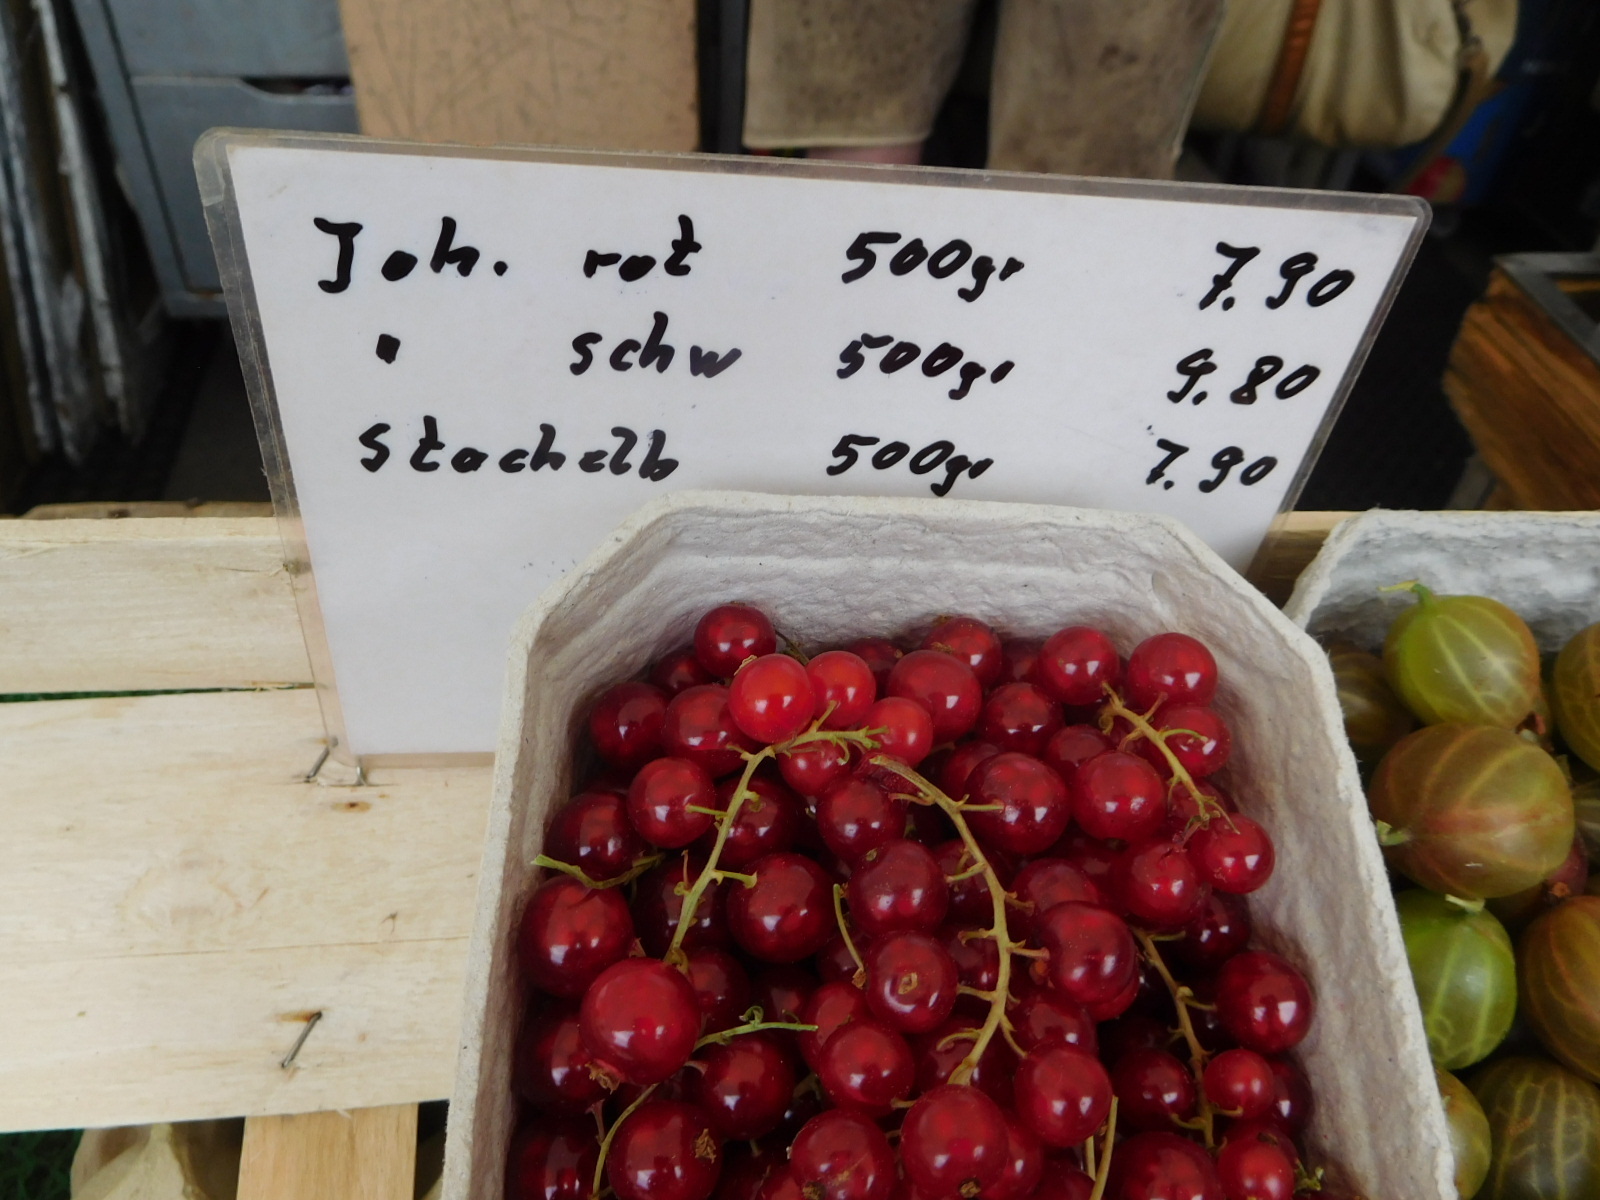 Joh. rot 500gr 7.90
" schw 500gr 9.80
Stachelb 500gr 7.90